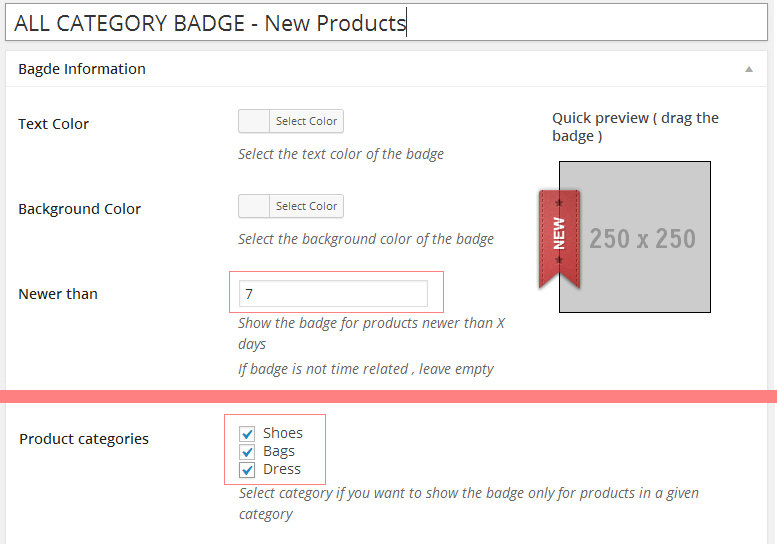 ALL CATEGORY BADGE - New Products
Bagde Information
Text Color
Select Color
Select the text color of the badge
Quick preview ( drag the
badge )
NEW
250 x 250
Background Color
Select Color
Select the background color of the badge
Newer than
7
Show the badge for products newer than X
days
If badge is not time related , leave empty
Product categories
Shoes
Bags
Dress
Select category if you want to show the badge only for products in a given
category